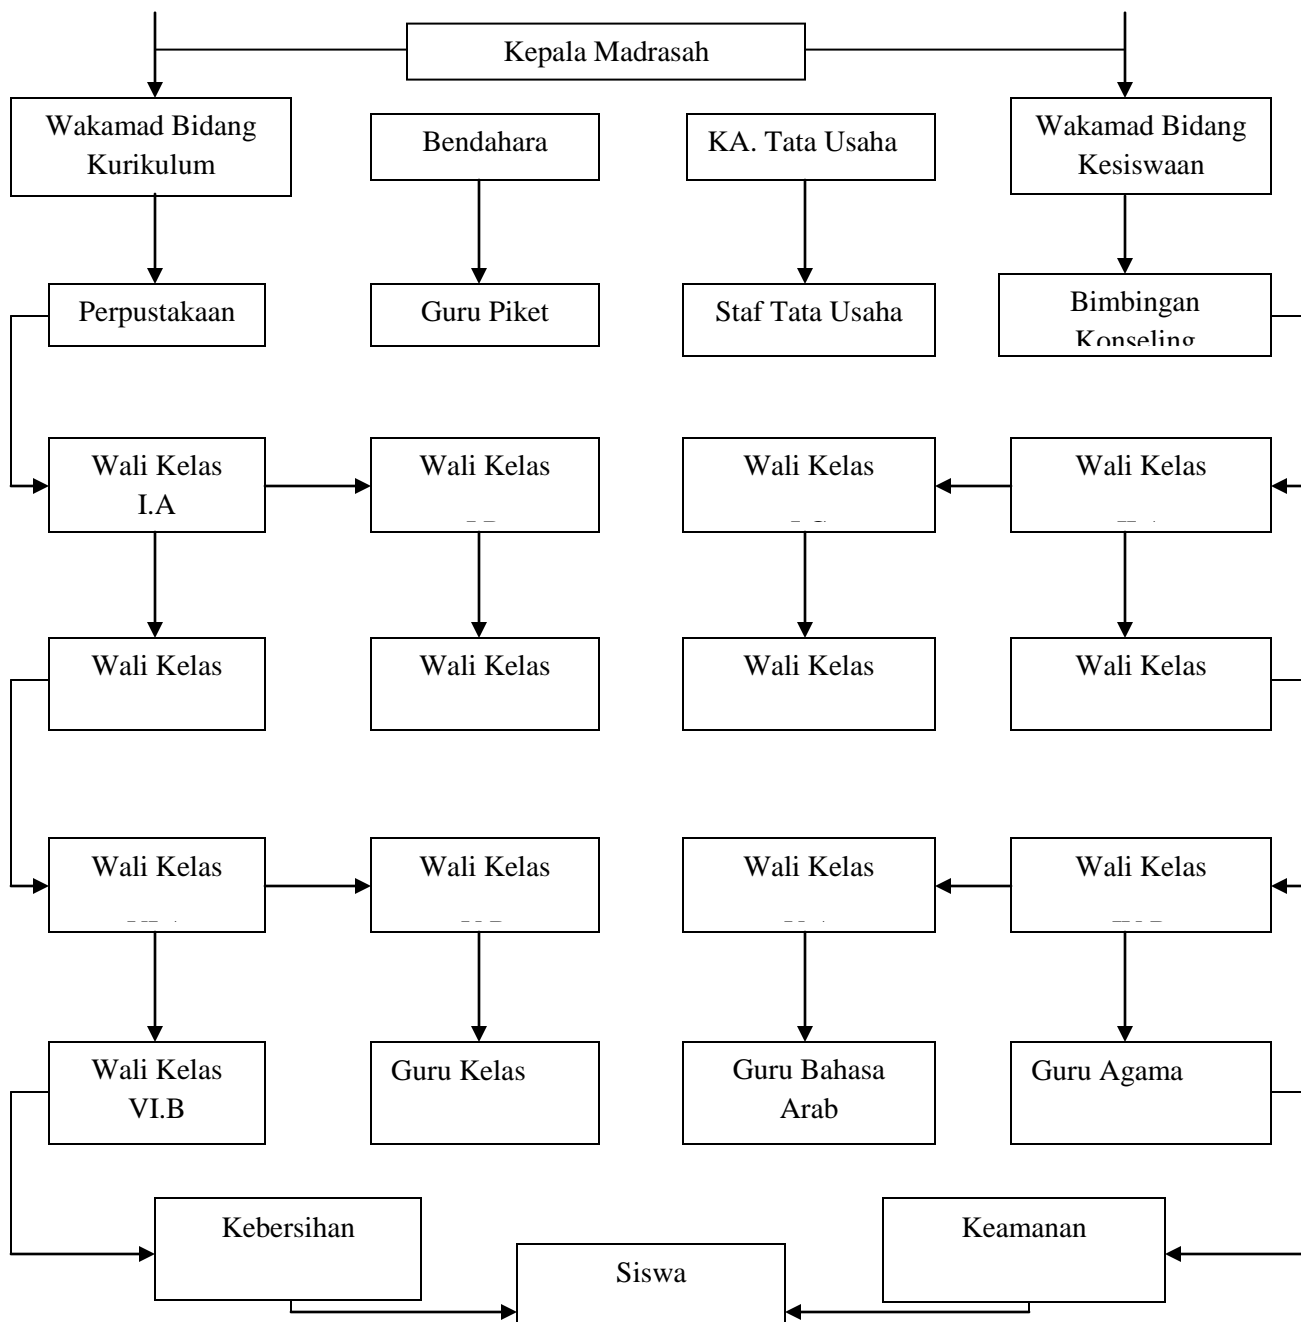 Kepala Madrasah
Wakamad Bidang
Kurikulum
Bendahara
KA. Tata Usaha
Wakamad Bidang
Kesiswaan
Perpustakaan
Guru Piket
Staf Tata Usaha
Bimbingan
Konseling
Wali Kelas
I.A
Wali Kelas
Wali Kelas
Wali Kelas
Wali Kelas
Wali Kelas
Wali Kelas
Wali Kelas
Wali Kelas
Wali Kelas
Wali Kelas
Wali Kelas
Wali Kelas
VI.B
Guru Kelas
Guru Bahasa
Arab
Guru Agama
Kebersihan
Keamanan
Siswa